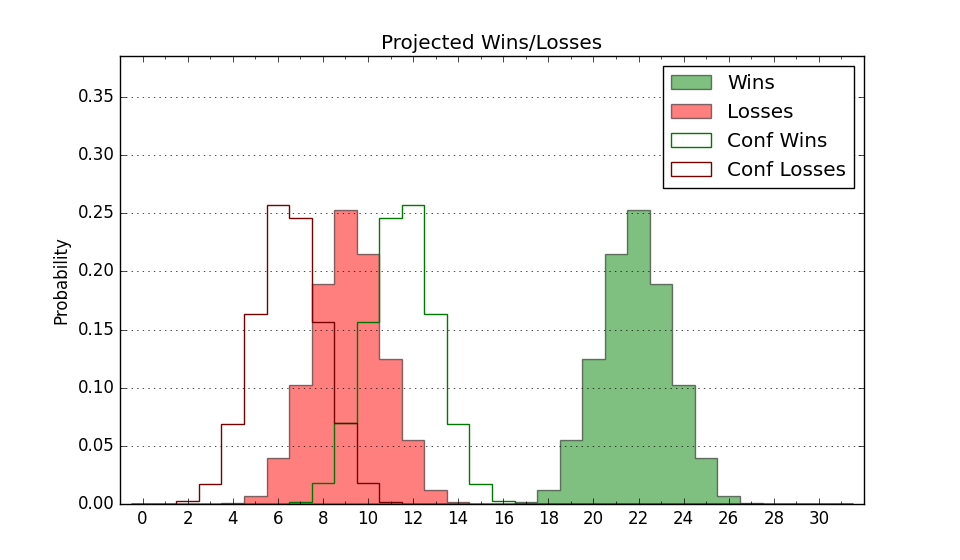 Projected Wins/Losses
Wins
Losses
Conf Wins
Conf Losses
Probability
0.35
0.30
0.25
0.20
0.15
0.10
0.05
0.00
0 2 4 6 8 10 12 14 16 18 20 22 24 26 28 30